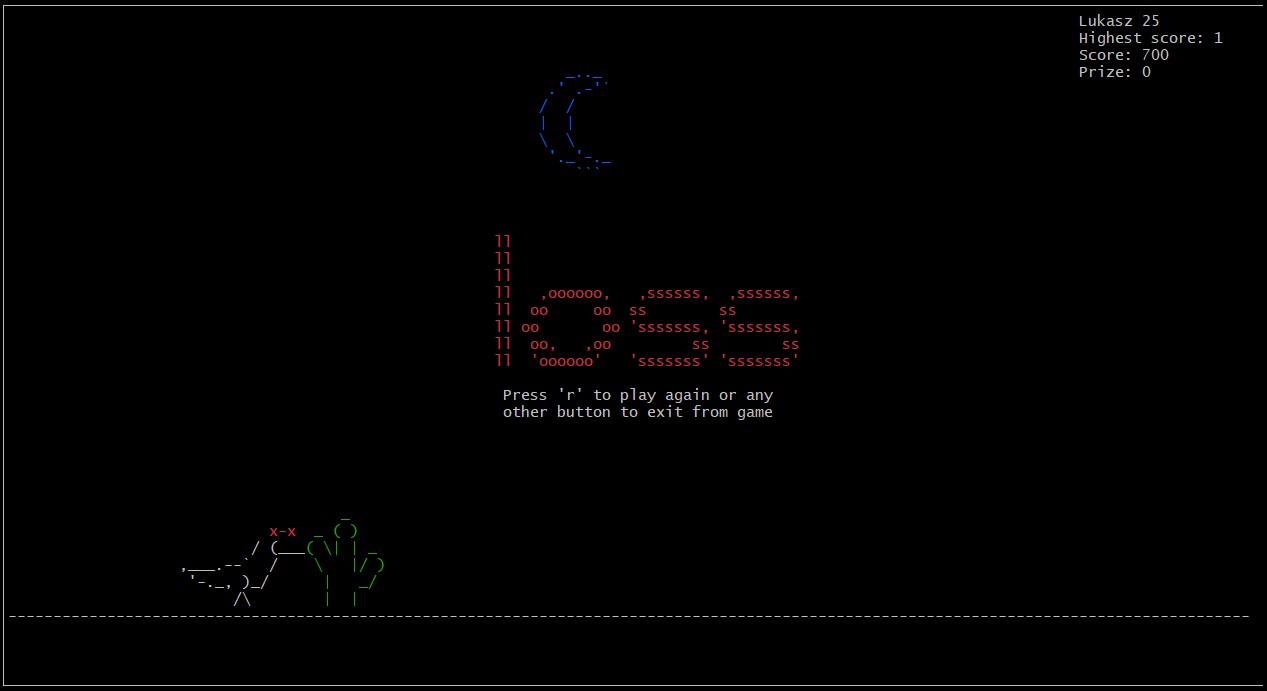 Lukasz 25
Highest score: 1
Score: 700
Prize: 0
loss
Press 'r' to play again or any
other button to exit from game
x-x